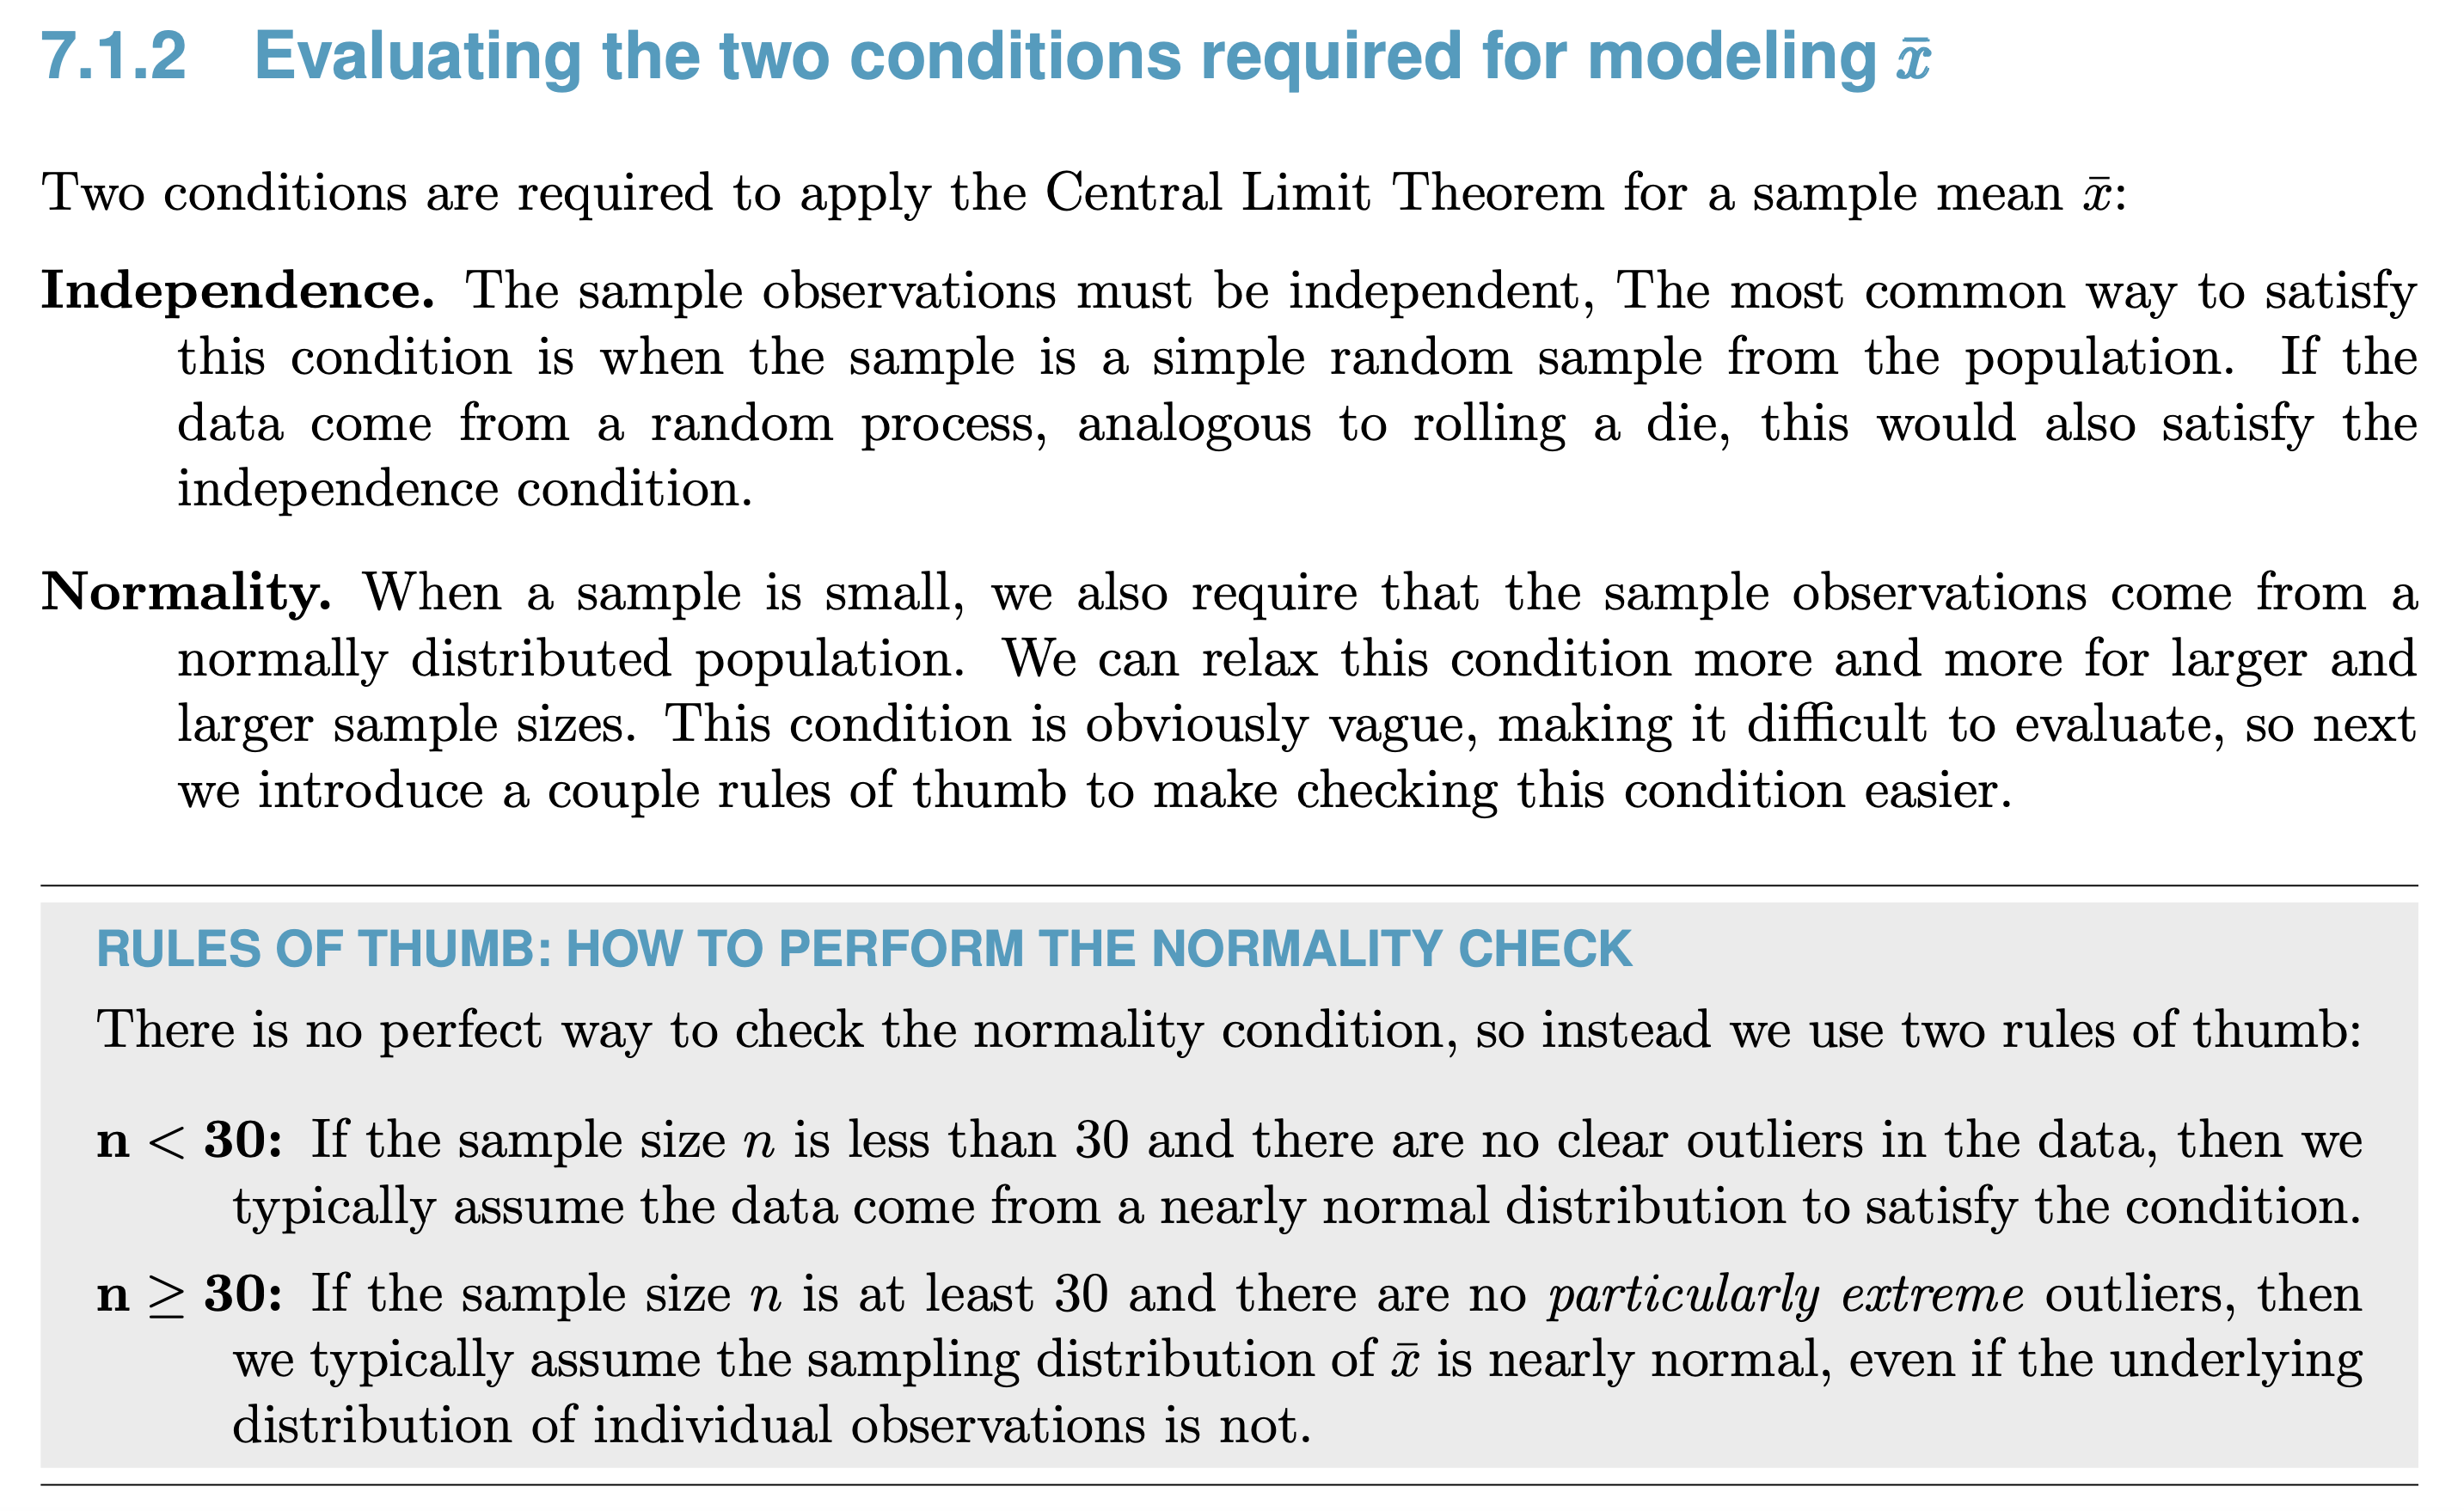 7.1.2 Evaluating the two conditions required for modeling x̄
Two conditions are required to apply the Central Limit Theorem for a sample mean x̄:
Independence. The sample observations must be independent, The most common way to satisfy
this condition is when the sample is a simple random sample from the population. If the
data come from a random process, analogous to rolling a die, this would also satisfy the
independence condition.
Normality. When a sample is small, we also require that the sample observations come from a
normally distributed population. We can relax this condition more and more for larger and
larger sample sizes. This condition is obviously vague, making it difficult to evaluate, so next
we introduce a couple rules of thumb to make checking this condition easier.
RULES OF THUMB: HOW TO PERFORM THE NORMALITY CHECK
There is no perfect way to check the normality condition, so instead we use two rules of thumb:
n < 30: If the sample size n is less than 30 and there are no clear outliers in the data, then we
typically assume the data come from a nearly normal distribution to satisfy the condition.
n ≥ 30: If the sample size n is at least 30 and there are no particularly extreme outliers, then
we typically assume the sampling distribution of x̄ is nearly normal, even if the underlying
distribution of individual observations is not.